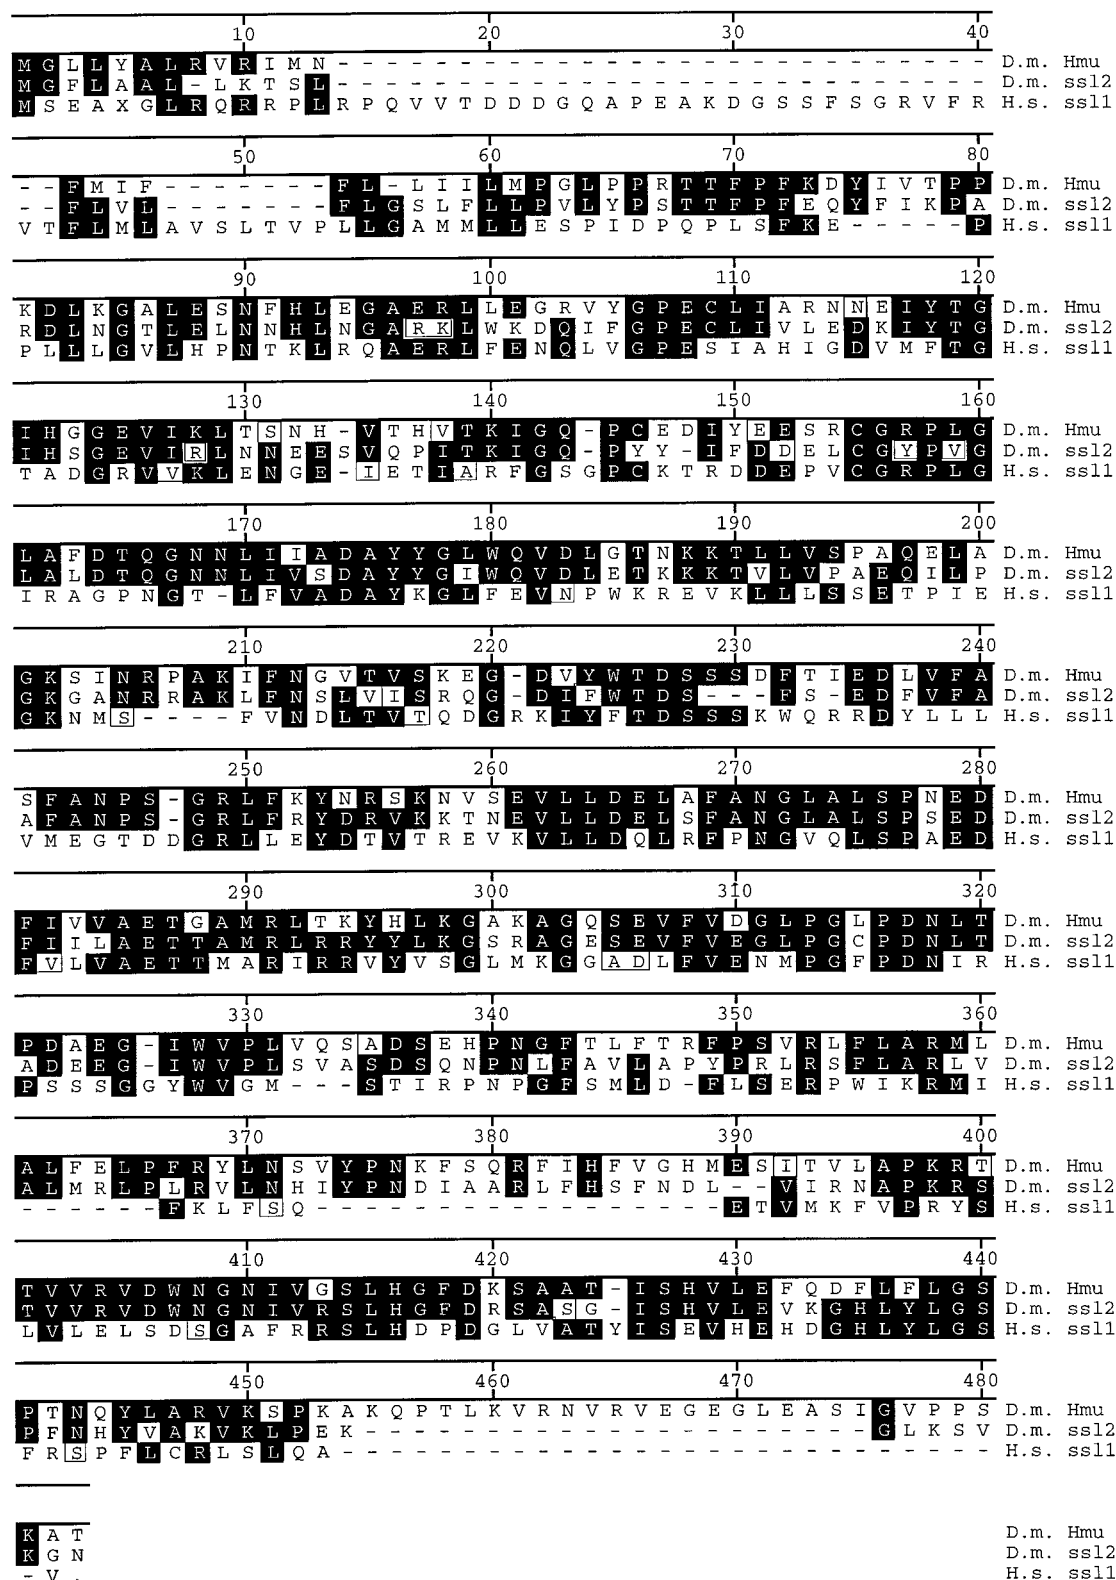 10 20 30 40
M G L L Y A L R V R I M N - - - - - - - - - - - - - - - - - - - - - - - - - - - D.m. Hmu
M G F L A A L - L K T S L - - - - - - - - - - - - - - - - - - - - - - - - - - - D.m. ssl2
M S E A X G L R Q R R P L R P Q V V T D D D G Q A P E A K D G S S F S G R V F R H.s. ssl1
50 60 70 80
- - F M I F - - - - - - - F L - L I I L M P G L P P R T T F P F K D Y I V T P P D.m. Hmu
- - F L V L - - - - - - - F L G S L F L L P V L Y P S T T F P F E Q Y F I K P A D.m. ssl2
V T F L M L A V S L T V P L L G A M M L L E S P I D P Q P L S F K E - - - - - P H.s. ssl1
90 100 110 120
K D L K G A L E S N F H L E G A E R L L E G R V Y G P E C L I A R N N E I Y T G D.m. Hmu
R D L N G T L E L N N H L N G A R K L W K D Q I F G P E C L I V L E D K I Y T G D.m. ssl2
P L L L G V L H P N T K L R Q A E R L F E N Q L V G P E S I A H I G D V M F T G H.s. ssl1
130 140 150 160
I H G G E V I K L T S N H - V T H V T K I G Q - P C E D I Y E E S R C G R P L G D.m. Hmu
I H S G E V I R L N N E E S V Q P I T K I G Q - P Y Y - I F D D E L C G Y P V G D.m. ssl2
T A D G R V V K L E N G E - I E T I A R F G S G P C K T R D D E P V C G R P L G H.s. ssl1
170 180 190 200
L A F D T Q G N N L I I A D A Y Y G L W Q V D L G T N K K T L L V S P A Q E L A D.m. Hmu
L A L D T Q G N N L I V S D A Y Y G I W Q V D L E T K K K T V L V P A E Q I L P D.m. ssl2
I R A G P N G T - L F V A D A Y K G L F E V N P W K R E V K L L L S S E T P I E H.s. ssl1
210 220 230 240
G K S I N R P A K I F N G V T V S K E G - D V Y W T D S S S D F T I E D L V F A D.m. Hmu
G K G A N R R A K L F N S L V I S R Q G - D I F W T D S - - - F S - E D F V F A D.m. ssl2
G K N M S - - - - F V N D L T V T Q D G R K I Y F T D S S S K W Q R R D Y L L L H.s. ssl1
250 260 270 280
S F A N P S - G R L F K Y N R S K N V S E V L L D E L A F A N G L A L S P N E D D.m. Hmu
A F A N P S - G R L F R Y D R V K K T N E V L L D E L S F A N G L A L S P S E D D.m. ssl2
V M E G T D D G R L L E Y D T V T R E V K V L L D Q L R F P N G V Q L S P A E D H.s. ssl1
290 300 310 320
F I V V A E T G A M R L T K Y H L K G A K A G Q S E V F V D G L P G L P D N L T D.m. Hmu
F I I L A E T T A M R L R R Y Y L K G S R A G E S E V F V E G L P G C P D N L T D.m. ssl2
F V L V A E T T M A R I R R V Y V S G L M K G G A D L F V E N M P G F P D N I R H.s. ssl1
330 340 350 360
P D A E G - I W V P L V Q S A D S E H P N G F T L F T R F P S V R L F L A R M L D.m. Hmu
A D E E G - I W V P L S V A S D S Q N P N L F A V L A P Y P R L R S F L A R L V D.m. ssl2
P S S S G G Y W V G M - - - S T I R P N P G F S M L D - F L S E R P W I K R M I H.s. ssl1
370 380 390 400
A L F E L P F R Y L N S V Y P N K F S Q R F I H F V G H M E S I T V L A P K R T D.m. Hmu
A L M R L P L R V L N H I Y P N D I A A R L F H S F N D L - - V I R N A P K R S D.m. ssl2
- - - - - - F K L F S Q - - - - - - - - - - - - - - - - - E T V M K F V P R Y S H.s. ssl1
410 420 430 440
T V V R V D W N G N I V G S L H G F D K S A A T - I S H V L E F Q D F L F L G S D.m. Hmu
T V V R V D W N G N I V R S L H G F D R S A S G - I S H V L E V K G H L Y L G S D.m. ssl2
L V L E L S D S G A F R R S L H D P D G L V A T Y I S E V H E H D G H L Y L G S H.s. ssl1
450 460 470 480
P T N Q Y L A R V K S P K A K Q P T L K V R N V R V E G E G L E A S I G V P P S D.m. Hmu
P F N H Y V A K V K L P E K - - - - - - - - - - - - - - - - - - - - - G L K S V D.m. ssl2
F R S P F L C R L S L Q A - - - - - - - - - - - - - - - - - - - - - - - - - - - H.s. ssl1
K A T D.m. Hmu
K G N D.m. ssl2
- V . H.s. ssl1